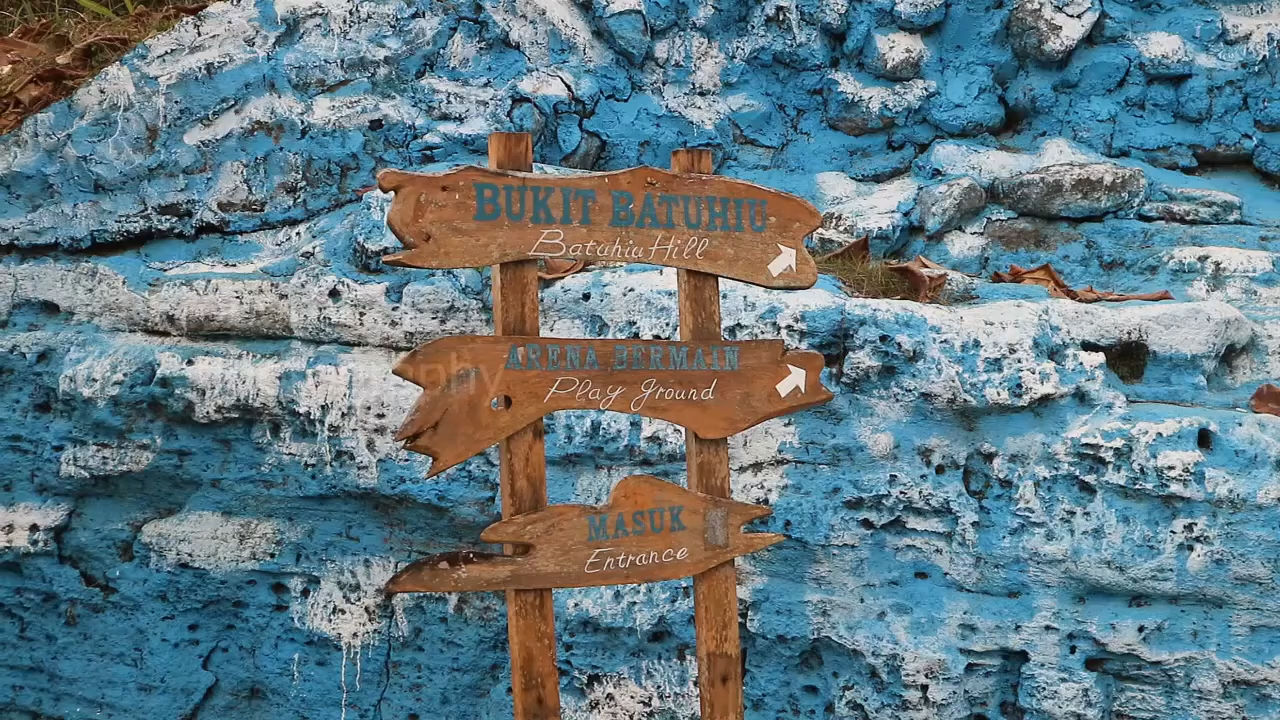 BUKIT BATUHIU
Batuhiu Hill
ARENA BERMAIN
Play ground
MASUK
Entrance